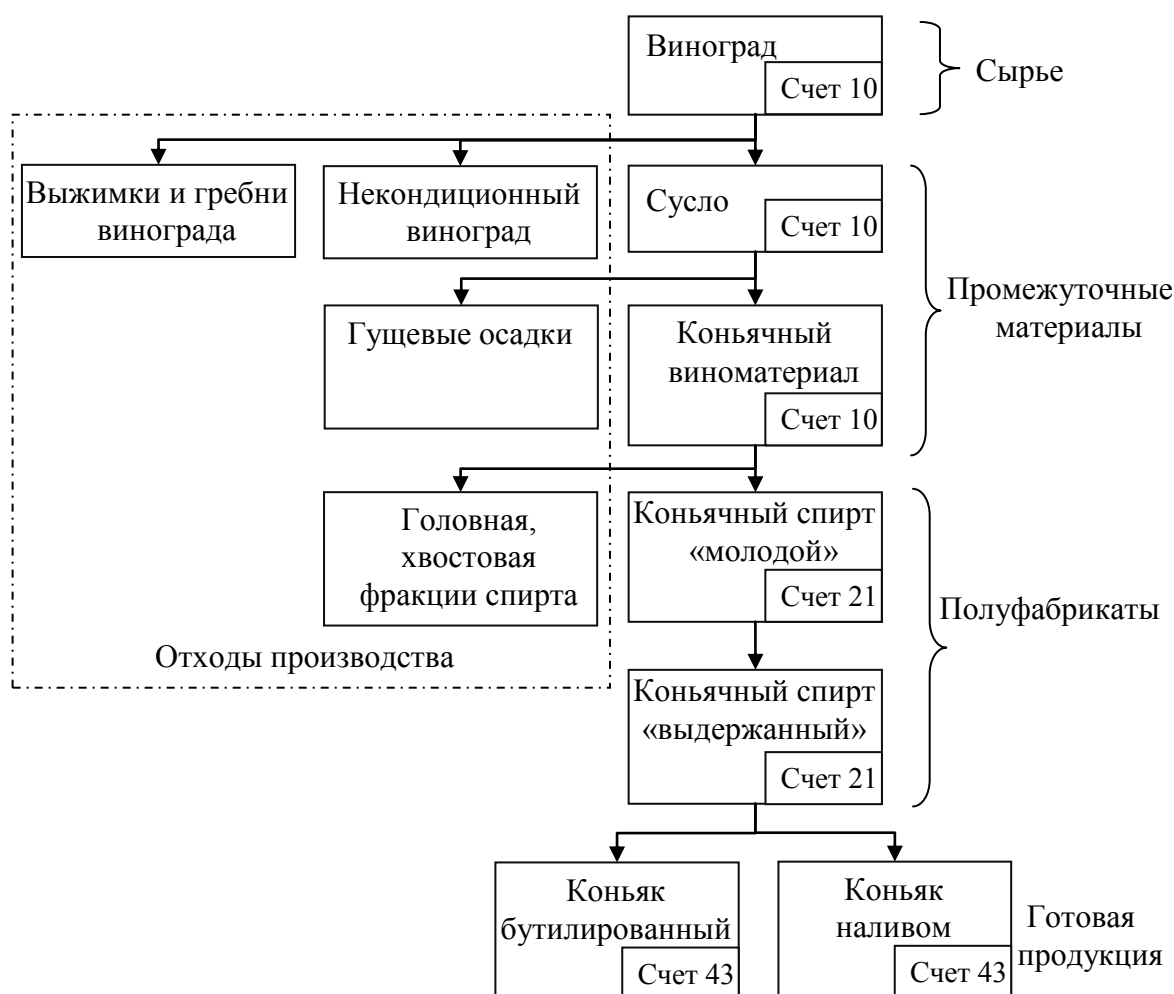 Виноград
Счет 10
Сырье
Выжимки и гребни
винограда
Некондиционный
виноград
Сусло
Счет 10
Промежуточные
материалы
Гущевые осадки
Коньячный
виноматериал
Счет 10
Головная,
хвостовая
фракции спирта
Коньячный спирт
«молодой»
Счет 21
Полуфабрикаты
Отходы производства
Коньячный спирт
«выдержанный»
Счет 21
Коньяк
бутилированный
Счет 43
Коньяк
наливом
Счет 43
Готовая
продукция